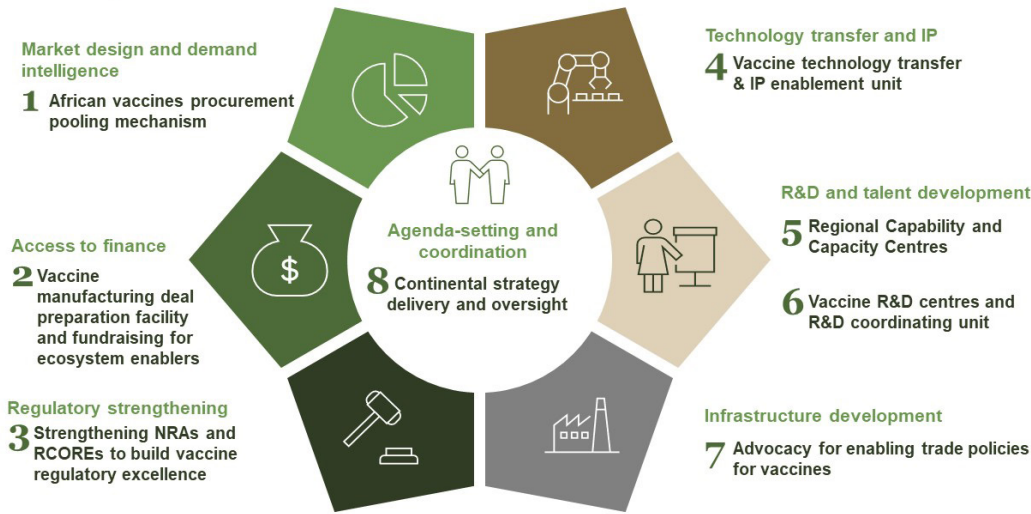 Market design and demand
intelligence
1 African vaccines procurement
pooling mechanism
Access to finance
2 Vaccine
manufacturing deal
preparation facility
and fundraising for
ecosystem enablers
Regulatory strengthening
3 Strengthening NRAs and
RCOREs to build vaccine
regulatory excellence
$
Agenda-setting and
coordination
8 Continental strategy
delivery and oversight
Technology transfer and IP
4 Vaccine technology transfer
& IP enablement unit
R&D and talent development
5 Regional Capability and
Capacity Centres
6 Vaccine R&D centres and
R&D coordinating unit
Infrastructure development
7 Advocacy for enabling trade policies
for vaccines